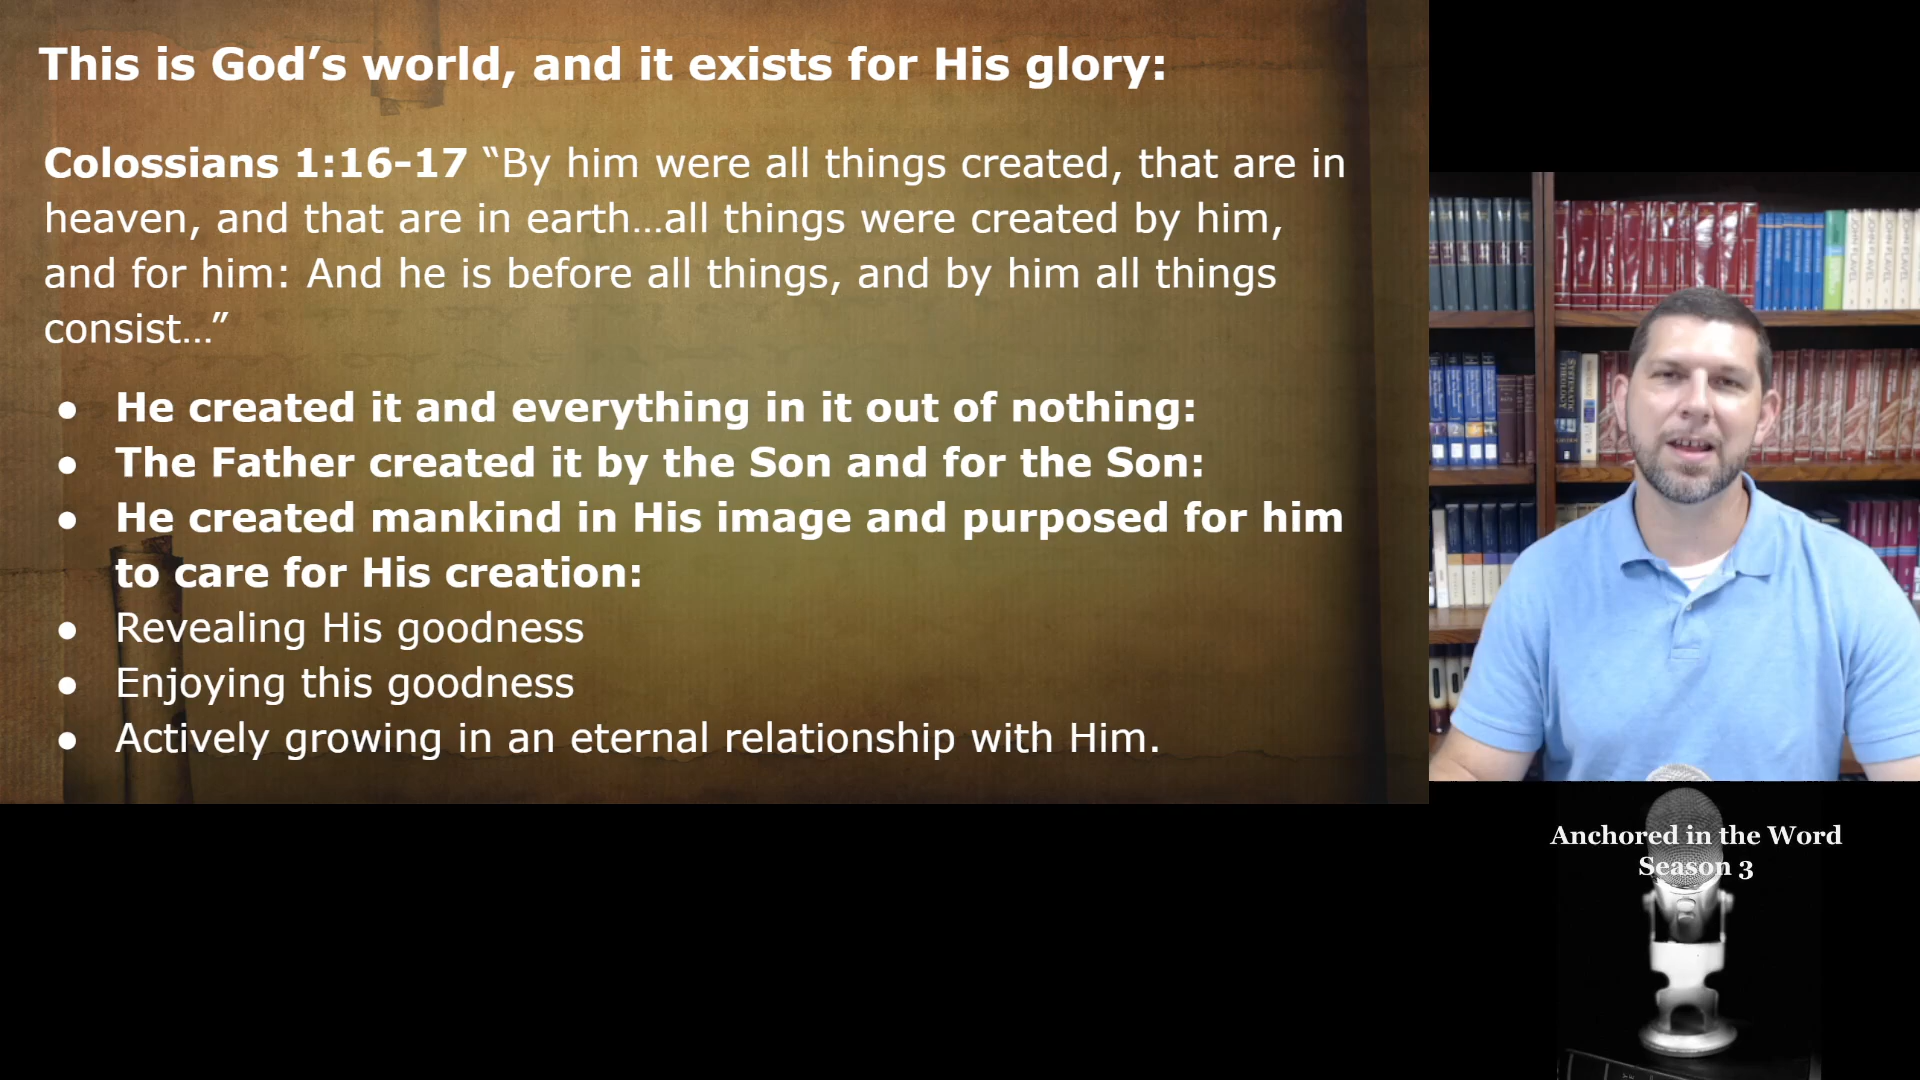 This is God’s world, and it exists for His glory:
Colossians 1:16-17 “By him were all things created, that are in
heaven, and that are in earth…all things were created by him,
and for him: And he is before all things, and by him all things
consist…”
● He created it and everything in it out of nothing:
● The Father created it by the Son and for the Son:
● He created mankind in His image and purposed for him
to care for His creation:
● Revealing His goodness
● Enjoying this goodness
● Actively growing in an eternal relationship with Him.
SYSTEMATIC THEOLOGY
Anchored in the Word
Season 3